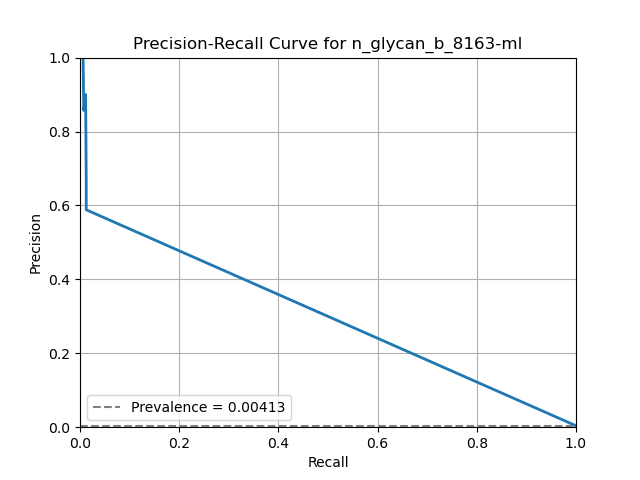 Precision-Recall Curve for n_glycan_b_8163-ml
1.0
0.8
0.6
0.4
0.2
0.0
Precision
Prevalence = 0.00413
0.0 0.2 0.4 0.6 0.8 1.0
Recall